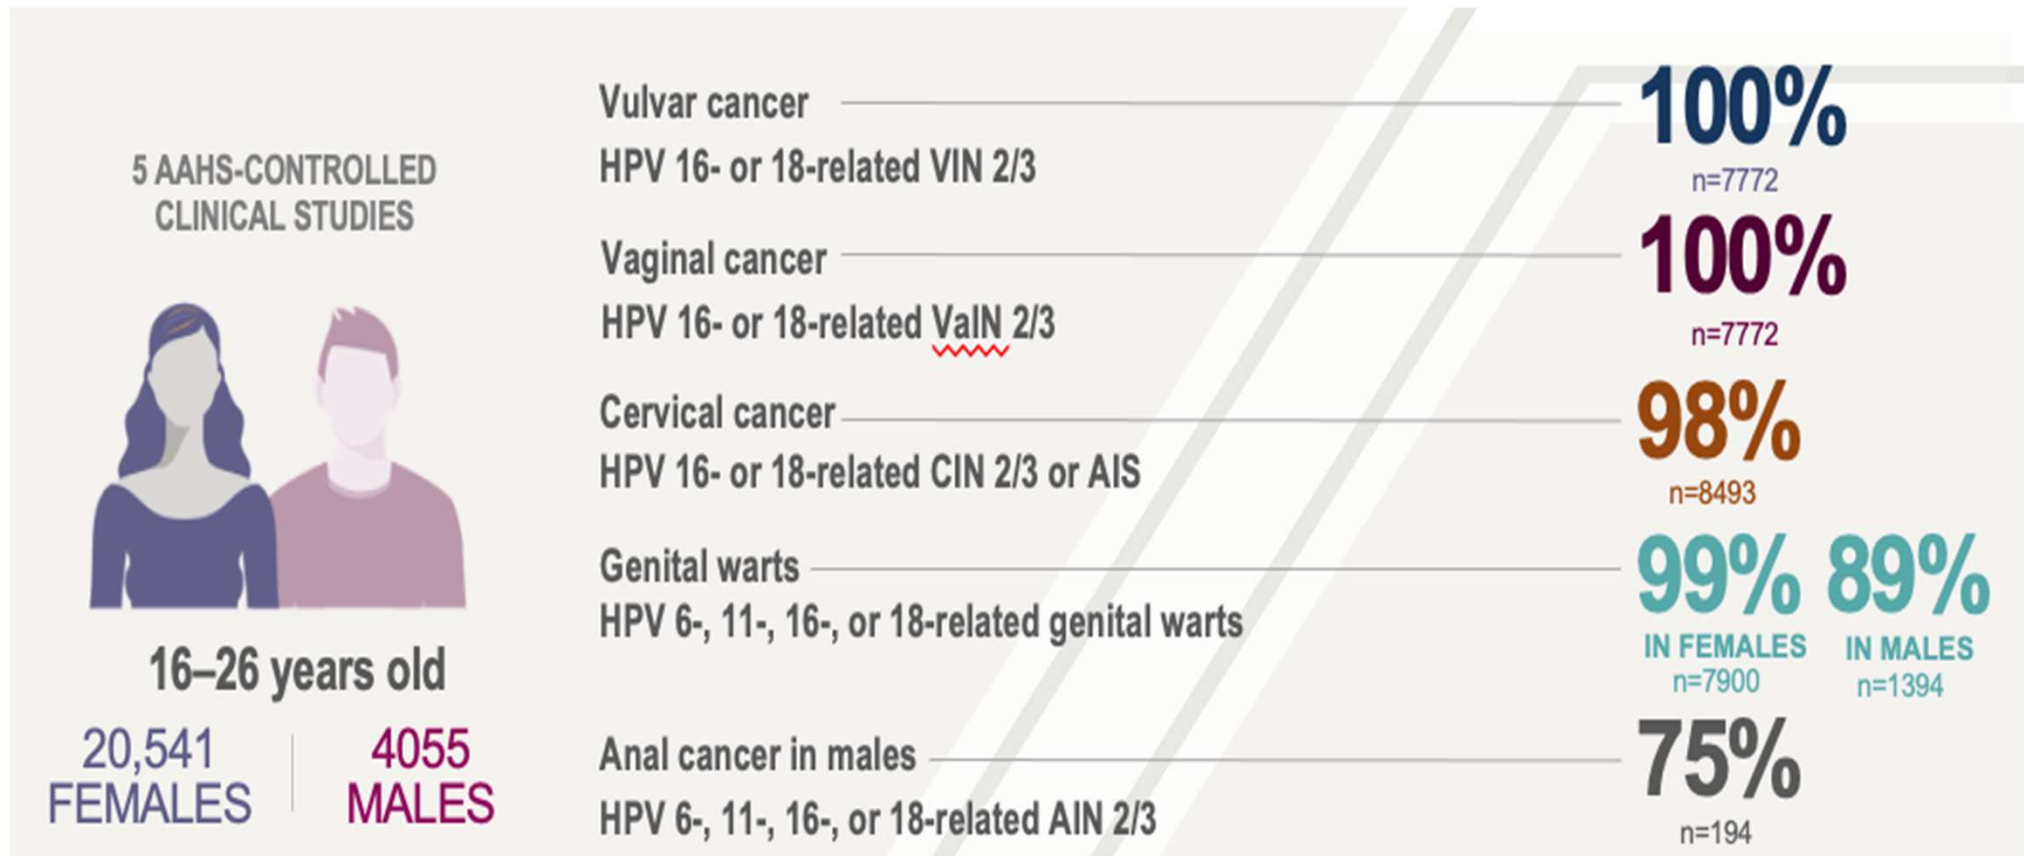 5 AAHS-CONTROLLED
CLINICAL STUDIES
16–26 years old
20,541
FEMALES
4055
MALES
Vulvar cancer
100%
HPV 16- or 18-related VIN 2/3
n=7772
Vaginal cancer
100%
HPV 16- or 18-related VaIN 2/3
n=7772
Cervical cancer
98%
HPV 16- or 18-related CIN 2/3 or AIS
n=8493
Genital warts
99% 89%
HPV 6-, 11-, 16-, or 18-related genital warts
IN FEMALES IN MALES
n=7900 n=1394
Anal cancer in males
75%
HPV 6-, 11-, 16-, or 18-related AIN 2/3
n=194